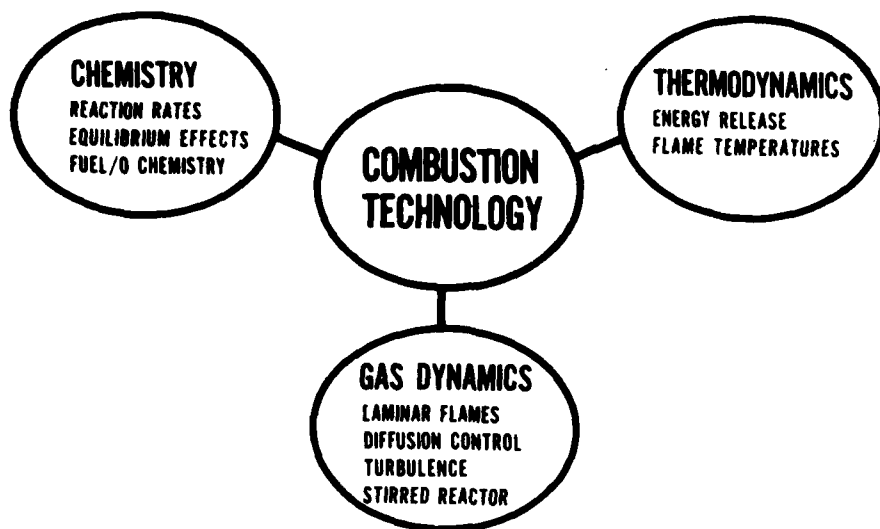 CHEMISTRY
REACTION RATES
EQUILIBRIUM EFFECTS
FUEL/O CHEMISTRY
COMBUSTION
TECHNOLOGY
THERMODYNAMICS
ENERGY RELEASE
FLAME TEMPERATURES
GAS DYNAMICS
LAMINAR FLAMES
DIFFUSION CONTROL
TURBULENCE
STIRRED REACTOR